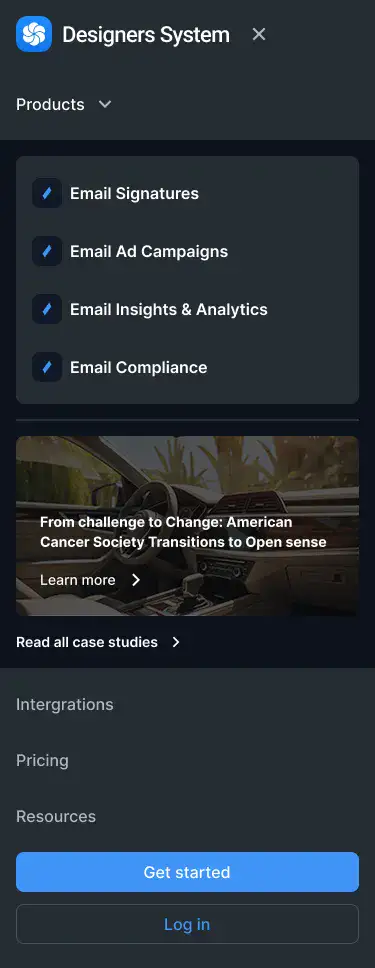 Designers System
Products
Email Signatures
Email Ad Campaigns
Email Insights & Analytics
Email Compliance
From challenge to Change: American
Cancer Society Transitions to Open sense
Learn more
Read all case studies
Intergrations
Pricing
Resources
Get started
Log in